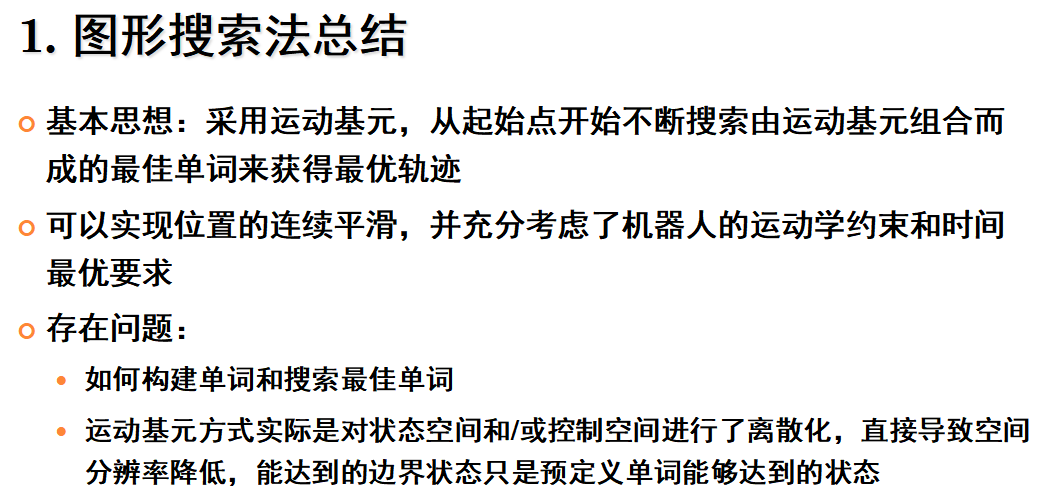 1. 图形搜索法总结
基本思想：采用运动基元，从起始点开始不断搜索由运动基元组合而
成的最佳单词来获得最优轨迹
可以实现位置的连续平滑，并充分考虑了机器人的运动学约束和时间
最优要求
存在问题：
如何构建单词和搜索最佳单词
运动基元方式实际是对状态空间和/或控制空间进行了离散化，直接导致空间
分辨率降低，能达到的边界状态只是预定义单词能够达到的状态